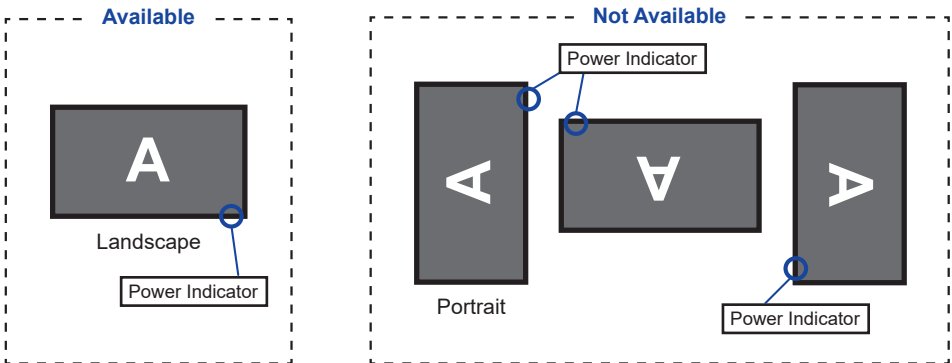 Available
A
Landscape
Power Indicator
Not Available
Power Indicator
A
A
A
Portrait
Power Indicator